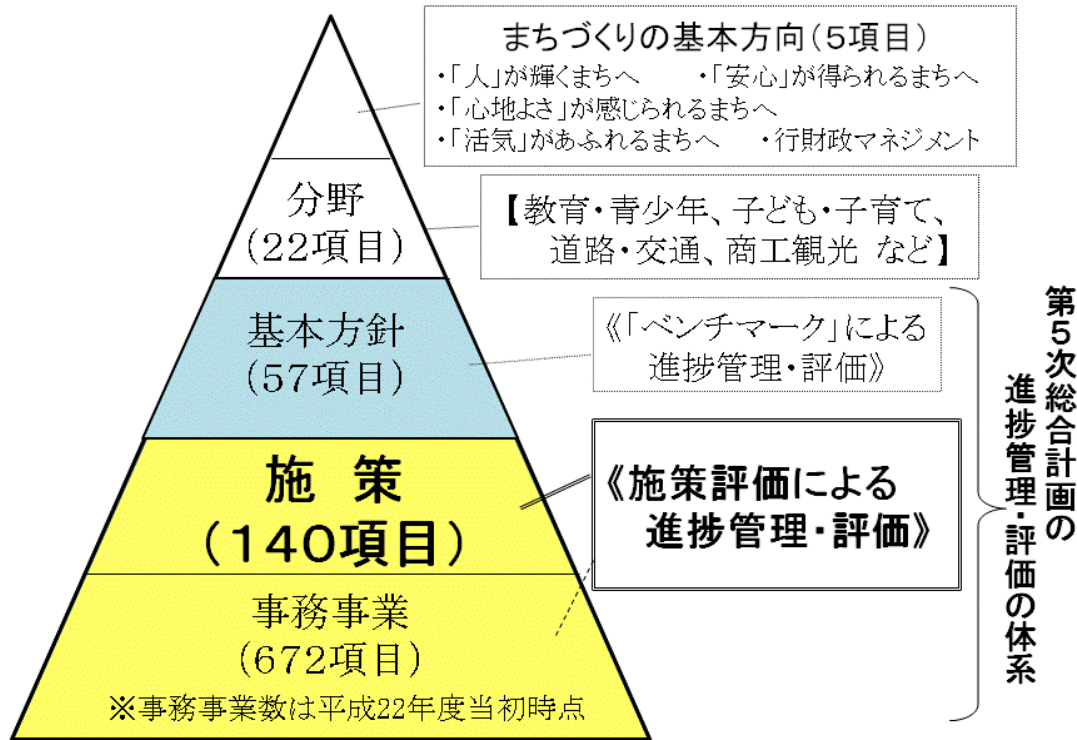 まちづくりの基本方向(5項目)
・「人」が輝くまちへ　・「安心」が得られるまちへ
・「心地よさ」が感じられるまちへ
・「活気」があふれるまちへ　・行財政マネジメント
分野
(22項目)
【教育・青少年、子ども・子育て、
道路・交通、商工観光 など】
基本方針
(57項目)
《「ベンチマーク」による
進捗管理・評価》
施 策
(140項目)
《施策評価による
進捗管理・評価》
事務事業
(672項目)
※事務事業数は平成22年度当初時点
第5次総合計画の
進捗管理・評価の体系